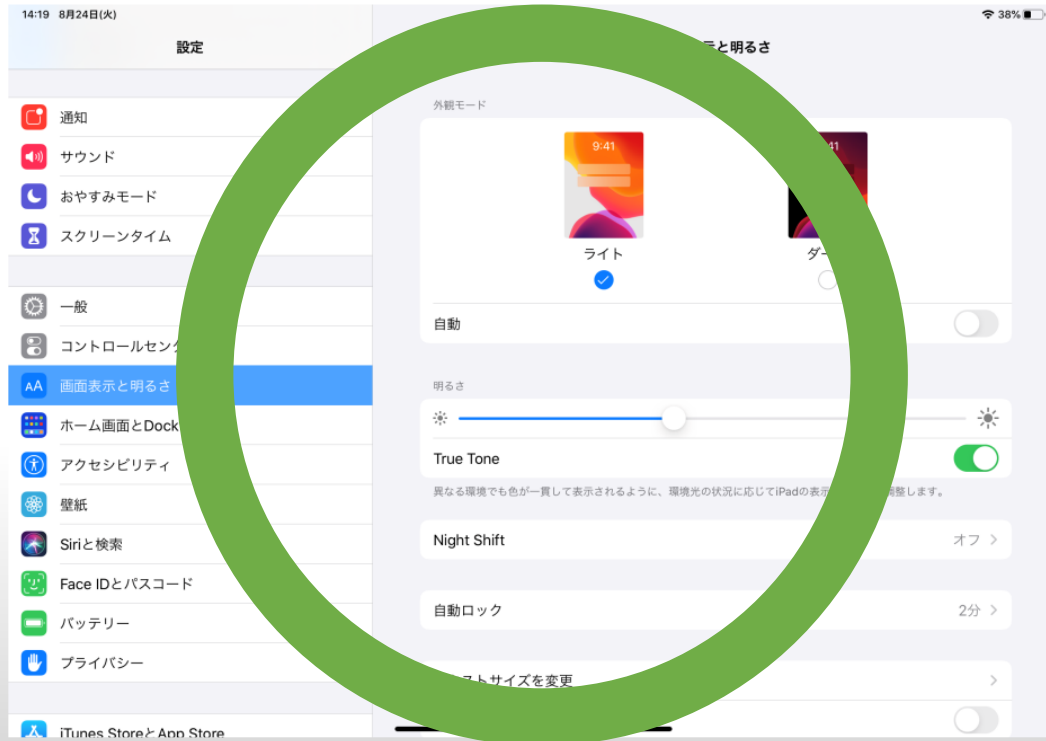 14:19 8月24日(火)
38%
設定
と明るさ
通知
サウンド
おやすみモード
スクリーンタイム
一般
コントロールセン
画面表示と明るさ
ホーム画面とDock
アクセシビリティ
壁紙
Siriと検索
Face IDとパスコード
バッテリー
プライバシー
iTunes StoreとApp Store
外観モード
9:41
41
ライト
ダ
自動
明るさ
True Tone
異なる環境でも色が一貫して表示されるように、環境光の状況に応じてiPadの表示
整します。
Night Shift
オフ
自動ロック
2分
ストサイズを変更